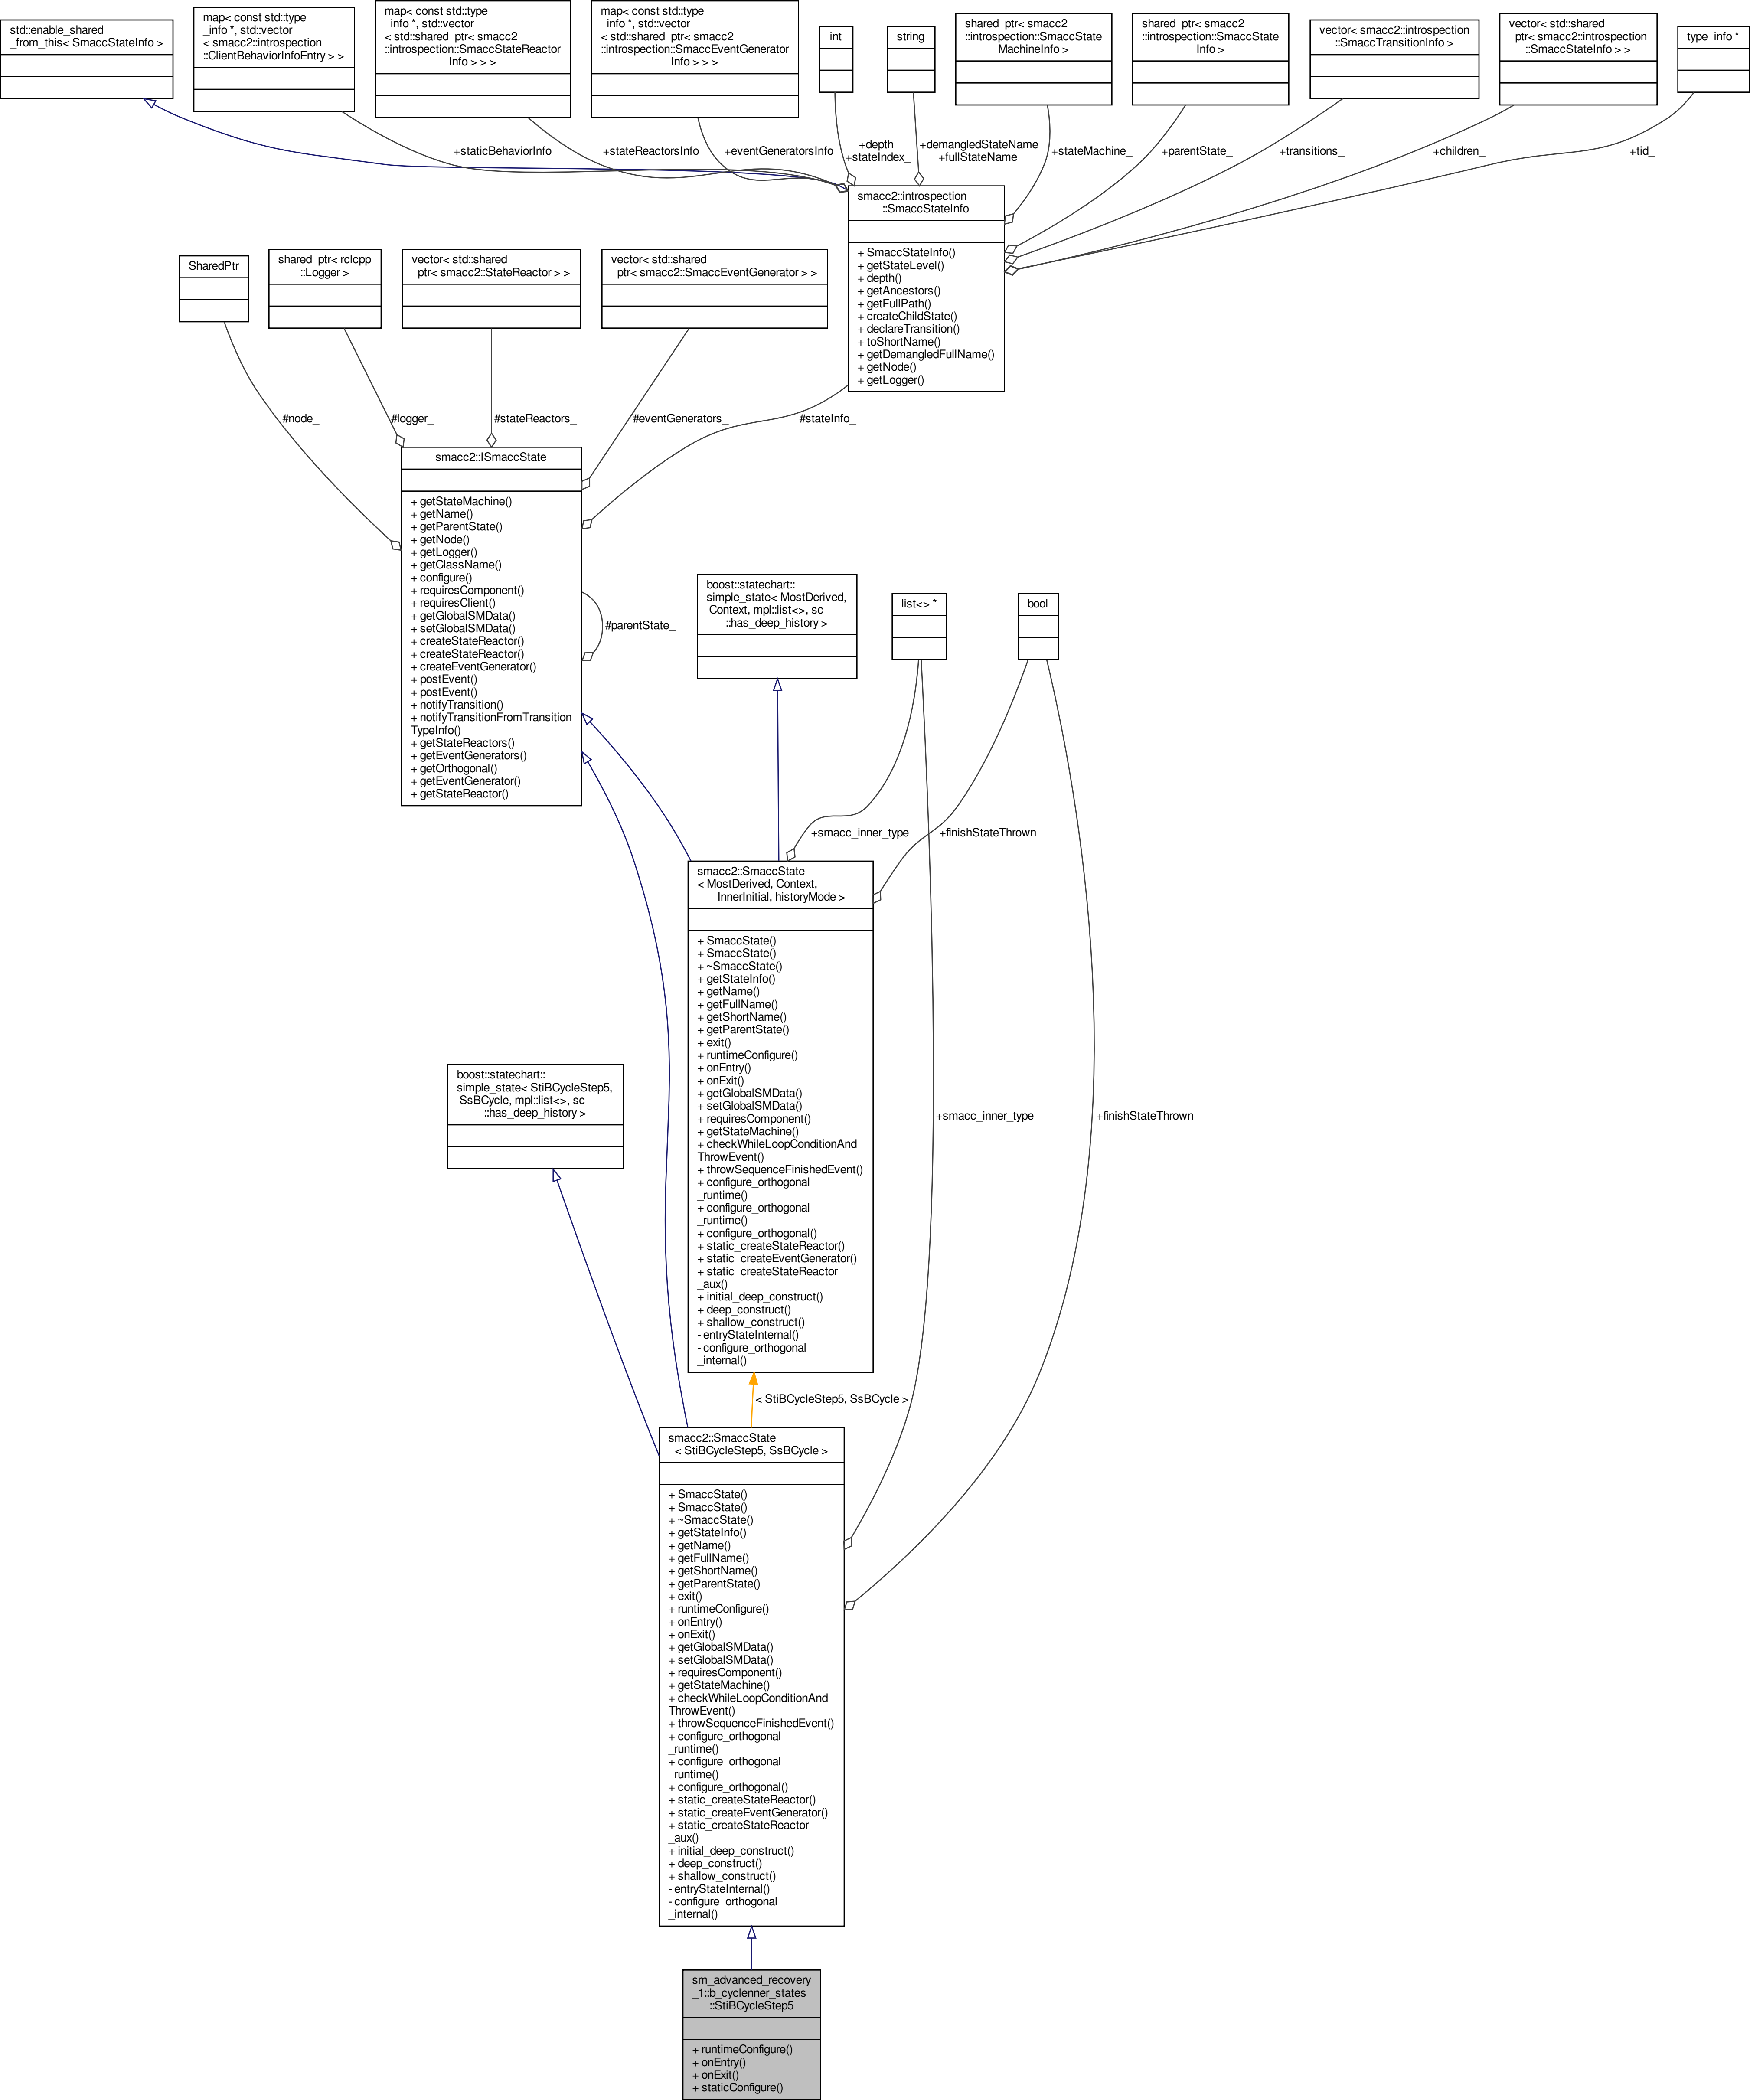 std::enable_shared
_from_this< SmaccStateInfo >
map< const std::type
_info *, std::vector
< smacc2::introspection
::ClientBehaviorInfoEntry > >
map< const std::type
_info *, std::vector
< std::shared_ptr< smacc2
::introspection::SmaccStateReactor
Info > > >
map< const std::type
_info *, std::vector
< std::shared_ptr< smacc2
::introspection::SmaccEventGenerator
Info > > >
int
string
shared_ptr< smacc2
::introspection::SmaccState
MachineInfo >
shared_ptr< smacc2
::introspection::SmaccState
Info >
vector< smacc2::introspection
::SmaccTransitionInfo >
vector< std::shared
_ptr< smacc2::introspection
::SmaccStateInfo > >
type_info *
+staticBehaviorInfo
+stateReactorsInfo
+eventGeneratorsInfo
+depth_
+stateIndex_
+demangledStateName
+fullStateName
+stateMachine_
+parentState_
+transitions_
+children_
+tid_
smacc2::introspection
::SmaccStateInfo
+ SmaccStateInfo()
+ getStateLevel()
+ depth()
+ getAncestors()
+ getFullPath()
+ createChildState()
+ declareTransition()
+ toShortName()
+ getDemangledFullName()
+ getNode()
+ getLogger()
SharedPtr
shared_ptr< rclcpp
::Logger >
vector< std::shared
_ptr< smacc2::StateReactor > >
vector< std::shared
_ptr< smacc2::SmaccEventGenerator > >
#node_
#logger_
#stateReactors_
#eventGenerators_
#stateInfo_
smacc2::ISmaccState
+ getStateMachine()
+ getName()
+ getParentState()
+ getNode()
+ getLogger()
+ getClassName()
+ configure()
+ requiresComponent()
+ requiresClient()
+ getGlobalSMData()
+ setGlobalSMData()
+ createStateReactor()
+ createStateReactor()
+ createEventGenerator()
+ postEvent()
+ postEvent()
+ notifyTransition()
+ notifyTransitionFromTransition
TypeInfo()
+ getStateReactors()
+ getEventGenerators()
+ getOrthogonal()
+ getEventGenerator()
+ getStateReactor()
#parentState_
boost::statechart::
simple_state< MostDerived,
Context, mpl::list<>, sc
::has_deep_history >
list<> *
bool
+smacc_inner_type
+finishStateThrown
smacc2::SmaccState
< MostDerived, Context,
InnerInitial, historyMode >
+ SmaccState()
+ SmaccState()
+ ~SmaccState()
+ getStateInfo()
+ getName()
+ getFullName()
+ getShortName()
+ getParentState()
+ exit()
+ runtimeConfigure()
+ onEntry()
+ onExit()
+ getGlobalSMData()
+ setGlobalSMData()
+ requiresComponent()
+ getStateMachine()
+ checkWhileLoopConditionAnd
ThrowEvent()
+ throwSequenceFinishedEvent()
+ configure_orthogonal
_runtime()
+ configure_orthogonal
_runtime()
+ configure_orthogonal()
+ static_createStateReactor()
+ static_createEventGenerator()
+ static_createStateReactor
_aux()
+ initial_deep_construct()
+ deep_construct()
+ shallow_construct()
- entryStateInternal()
- configure_orthogonal
_internal()
boost::statechart::
simple_state< StiBCycleStep5,
SsBCycle, mpl::list<>, sc
::has_deep_history >
+smacc_inner_type
+finishStateThrown
< StiBCycleStep5, SsBCycle >
smacc2::SmaccState
< StiBCycleStep5, SsBCycle >
+ SmaccState()
+ SmaccState()
+ ~SmaccState()
+ getStateInfo()
+ getName()
+ getFullName()
+ getShortName()
+ getParentState()
+ exit()
+ runtimeConfigure()
+ onEntry()
+ onExit()
+ getGlobalSMData()
+ setGlobalSMData()
+ requiresComponent()
+ getStateMachine()
+ checkWhileLoopConditionAnd
ThrowEvent()
+ throwSequenceFinishedEvent()
+ configure_orthogonal
_runtime()
+ configure_orthogonal
_runtime()
+ configure_orthogonal()
+ static_createStateReactor()
+ static_createEventGenerator()
+ static_createStateReactor
_aux()
+ initial_deep_construct()
+ deep_construct()
+ shallow_construct()
- entryStateInternal()
- configure_orthogonal
_internal()
sm_advanced_recovery
_1::b_cyclenner_states
::StiBCycleStep5
+ runtimeConfigure()
+ onEntry()
+ onExit()
+ staticConfigure()